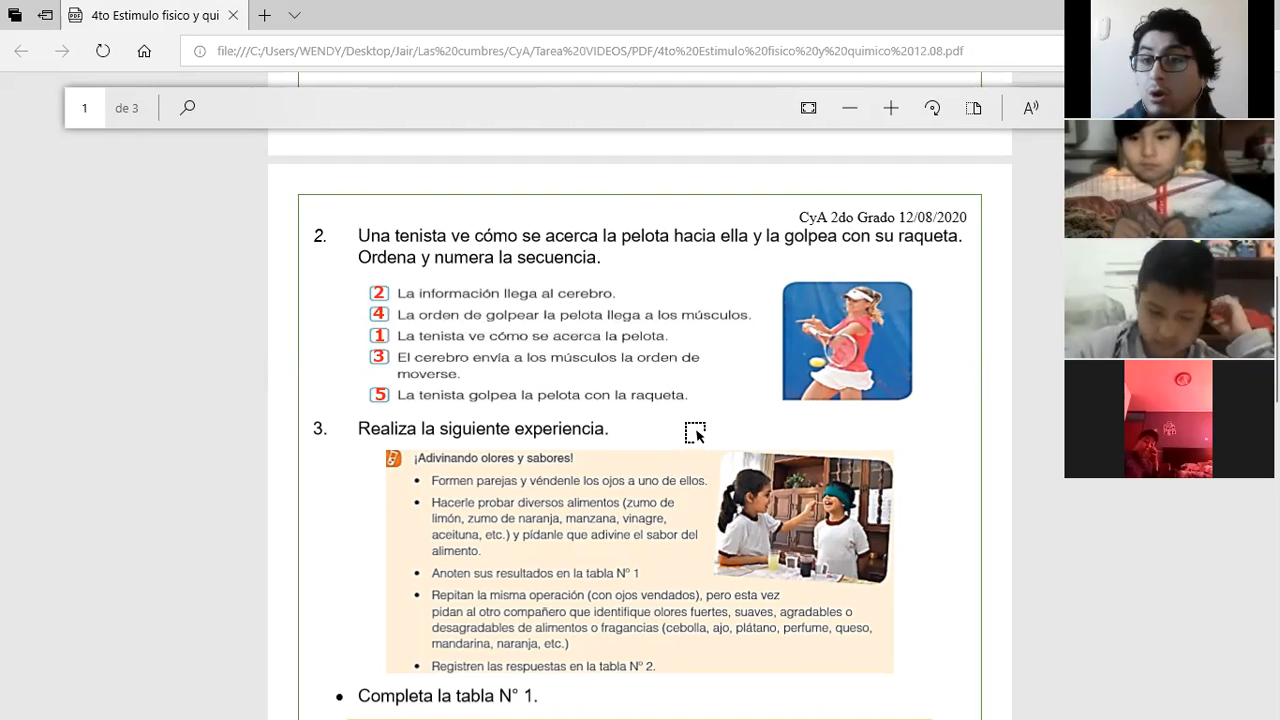 4to Estimulo fisico y qui
file:///C:/Users/WENDY/Desktop/Jair/Las%20cumbres/CyA/Tarea%20VIDEOS/PDF/4to%20Estimulo%20fisico%20y%20quimico%2012.08.pdf
1 de 3
CyA 2do Grado 12/08/2020
2. Una tenista ve cómo se acerca la pelota hacia ella y la golpea con su raqueta.
Ordena y numera la secuencia.
2 La información llega al cerebro.
4 La orden de golpear la pelota llega a los músculos.
1 La tenista ve cómo se acerca la pelota.
3 El cerebro envía a los músculos la orden de
moverse.
5 La tenista golpea la pelota con la raqueta.
3. Realiza la siguiente experiencia.
¡Adivinando olores y sabores!
• Formen parejas y véndenle los ojos a uno de ellos.
• Hacerle probar diversos alimentos (zumo de
limón, zumo de naranja, manzana, vinagre,
aceituna, etc.) y pídanle que adivine el sabor del
alimento.
• Anoten sus resultados en la tabla N° 1
• Repitan la misma operación (con ojos vendados), pero esta vez
pidan al otro compañero que identifique olores fuertes, suaves, agradables o
desagradables de alimentos o fragancias (cebolla, ajo, plátano, perfume, queso,
mandarina, naranja, etc.)
• Registren las respuestas en la tabla N° 2.
• Completa la tabla N° 1.